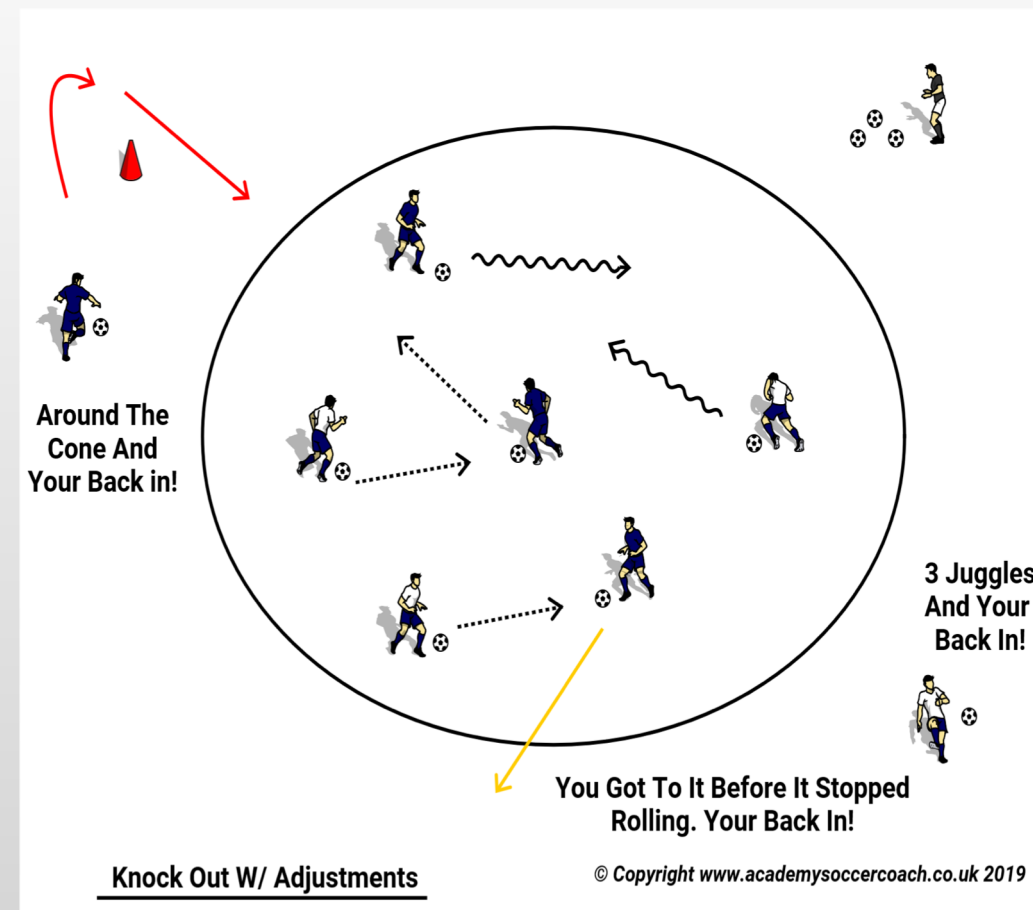 Around The
Cone And
Your Back in!
3 Juggles
And Your
Back In!
You Got To It Before It Stopped
Rolling. Your Back In!
Knock Out W/ Adjustments
© Copyright www.academysoccercoach.co.uk 2019